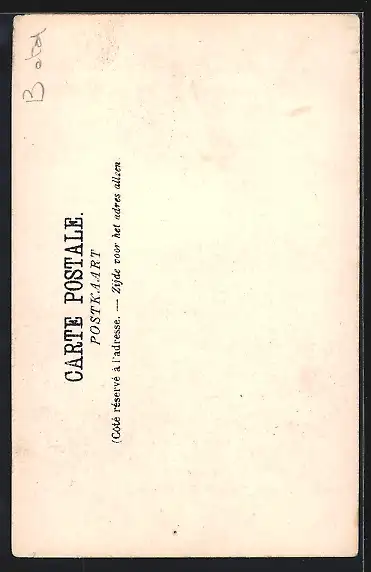 CARTE POSTALE.
POSTKAART
(Côté réservé à l'adresse. — Zijde voor het adres alleen